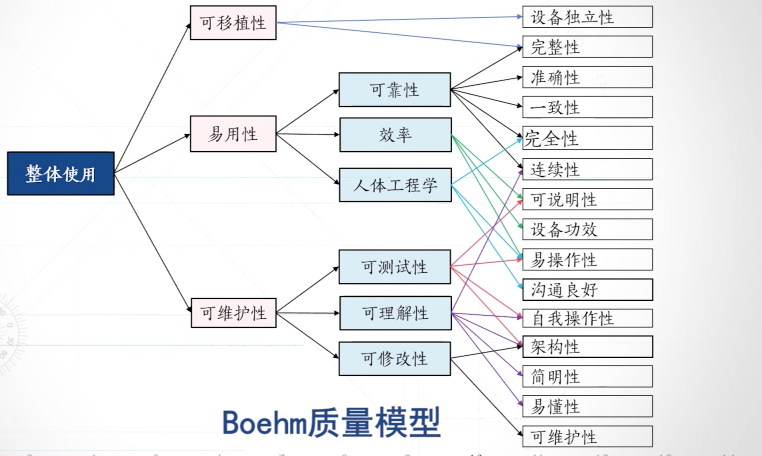 整体使用
可移植性
易用性
可维护性
可靠性
效率
人体工程学
可测试性
可理解性
可修改性
设备独立性
完整性
准确性
一致性
完全性
连续性
可说明性
设备功效
易操作性
沟通良好
自我操作性
架构性
简明性
易懂性
可维护性
Boehm质量模型